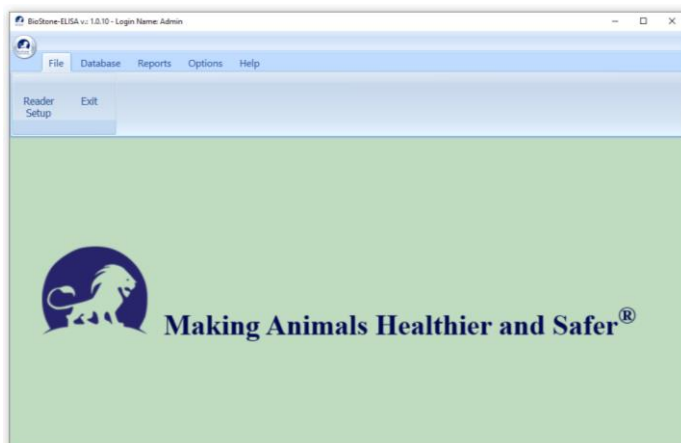 BioStone-ELISA v.: 1.0.10 - Login Name: Admin
File Database Reports Options Help
Reader Setup Exit
Making Animals Healthier and Safer®